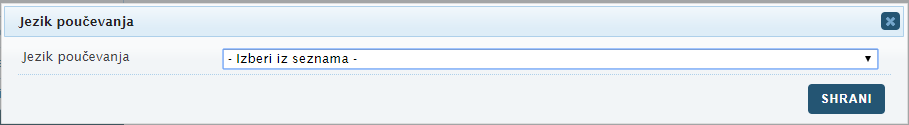 Jezik poučevanja
Jezik poučevanja
- Izberi iz seznama -
SHRANI